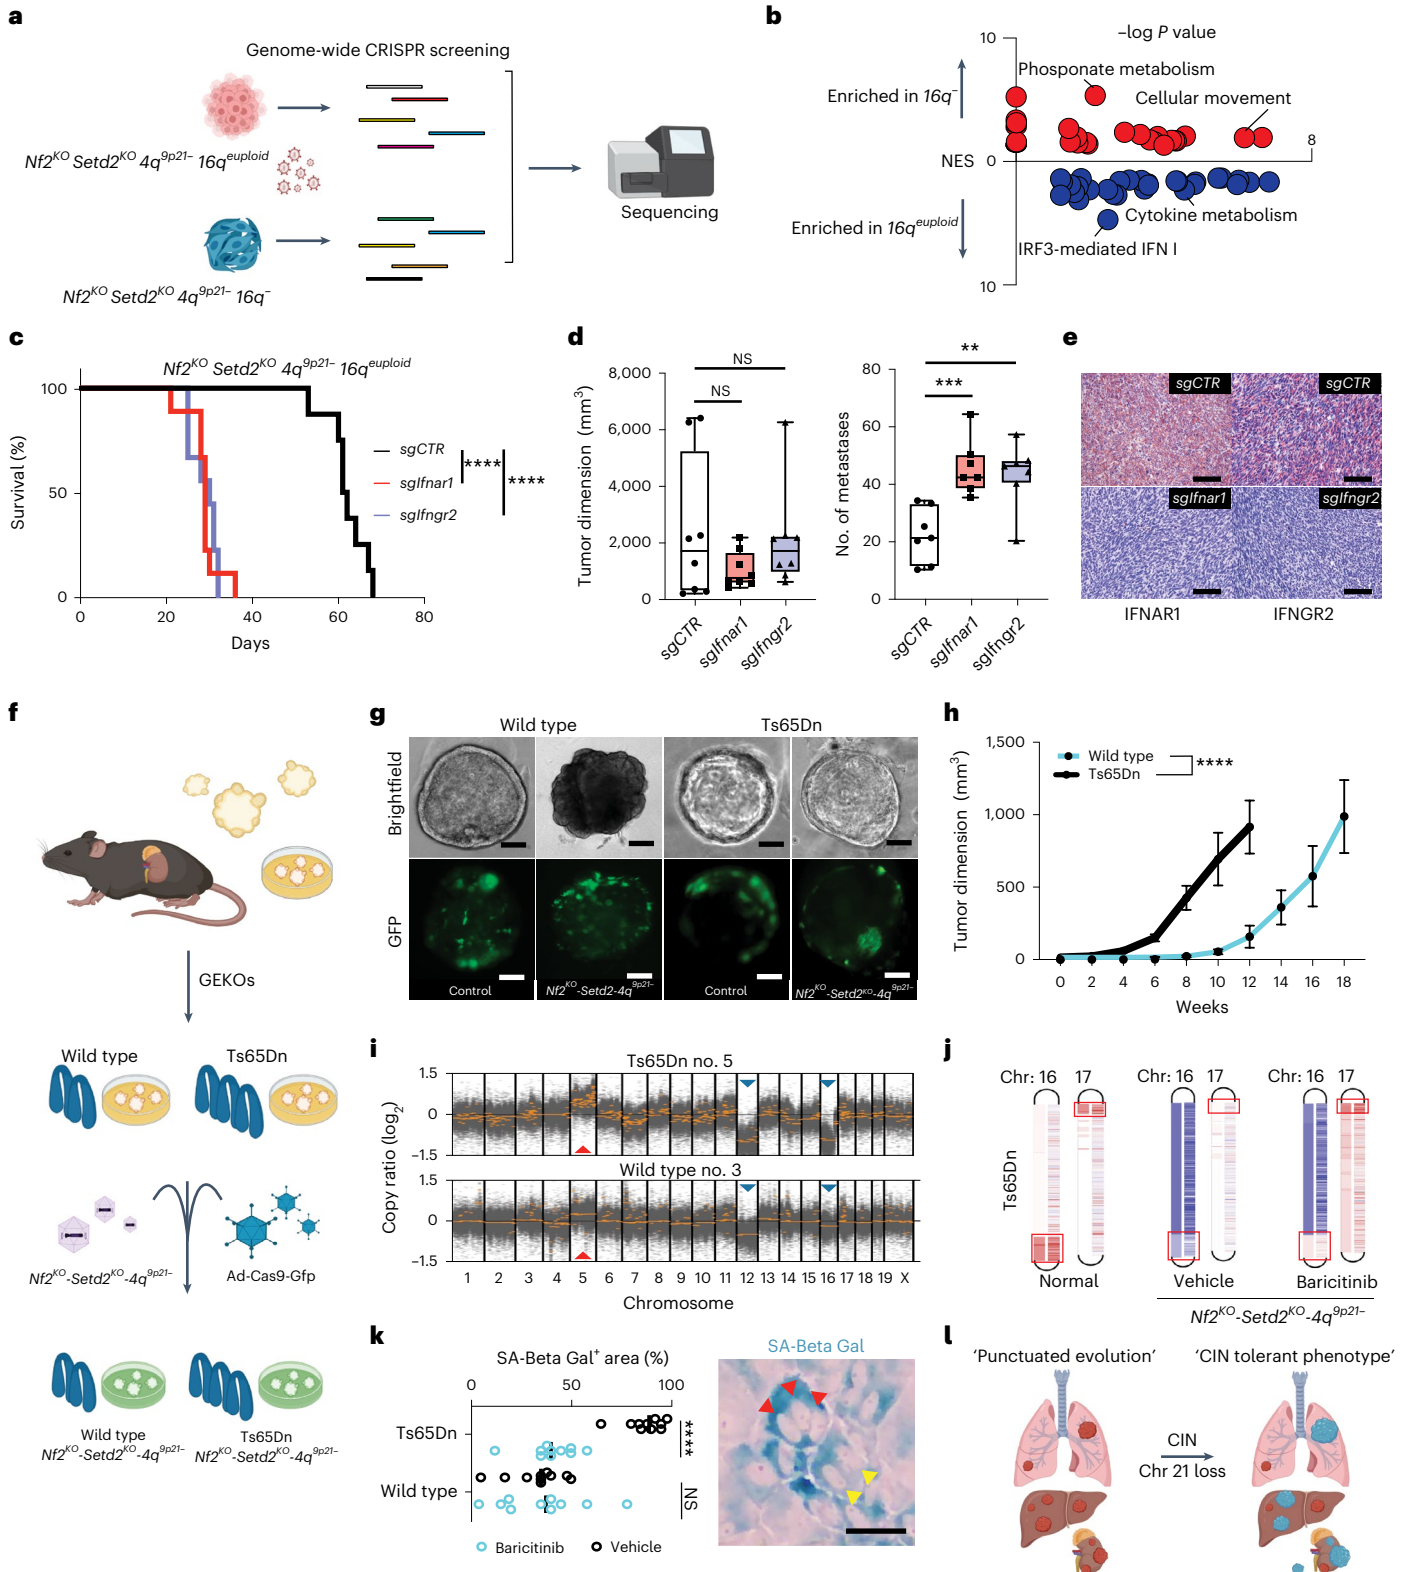 a
Genome-wide CRISPR screening
Nf2KO Setd2KO 4q9p21– 16qeuploid
Nf2KO Setd2KO 4q9p21– 16q–
Sequencing
b
–log P value
10
Enriched in 16q–
Phosponate metabolism
Cellular movement
8
NES
0
Cytokine metabolism
Enriched in 16qeuploid
IRF3-mediated IFN I
10
c
Nf2KO Setd2KO 4q9p21– 16qeuploid
Survival (%)
100
50
0
0 20 40 60 80
Days
sgCTR
sgIfnar1
sgIfngr2
****
****
d
Tumor dimension (mm3)
8,000
6,000
4,000
2,000
0
NS
NS
sgCTR
sgIfnar1
sgIfngr2
No. of metastases
80
60
40
20
0
**
***
sgCTR
sgIfnar1
sgIfngr2
e
sgCTR sgCTR
sgIfnar1 sgIfngr2
IFNAR1 IFNGR2
f
GEKOs
Wild type Ts65Dn
Nf2KO-Setd2KO-4q9p21–
Ad-Cas9-Gfp
Wild type
Nf2KO-Setd2KO-4q9p21–
Ts65Dn
Nf2KO-Setd2KO-4q9p21–
g
Wild type Ts65Dn
Brightfield
GFP
Control Nf2KO-Setd2-4q9p21– Control Nf2KO-Setd2KO-4q9p21–
h
Tumor dimension (mm3)
1,500
1,000
500
0
Wild type
Ts65Dn
****
0 2 4 6 8 10 12 14 16 18
Weeks
i
Ts65Dn no. 5
1.5
0
–1.5
Wild type no. 3
1.5
0
–1.5
Copy ratio (log2)
1 2 3 4 5 6 7 8 9 10 11 12 13 14 15 16 17 18 19 X
Chromosome
j
Chr: 16 17 Chr: 16 17 Chr: 16 17
Ts65Dn
Normal Vehicle Baricitinib
Nf2KO-Setd2KO-4q9p21–
k
SA-Beta Gal+ area (%)
0 50 100
Ts65Dn
****
Wild type
NS
Baricitinib Vehicle
SA-Beta Gal
l
'Punctuated evolution' 'CIN tolerant phenotype'
CIN
Chr 21 loss